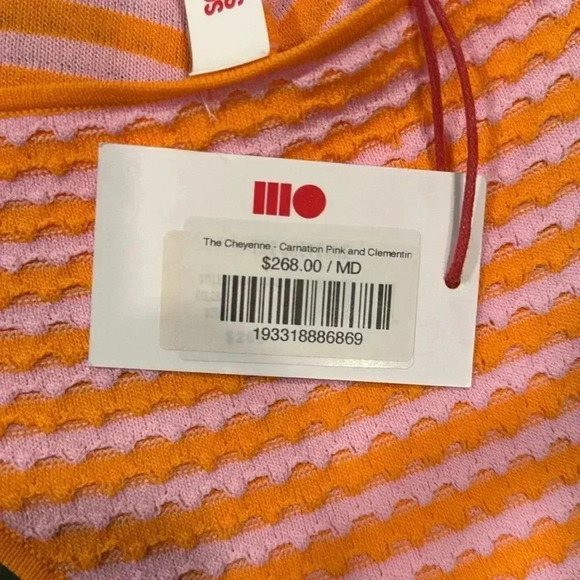 The Cheyenne - Carnation Pink and Clementin
$268.00 / MD
193318886869